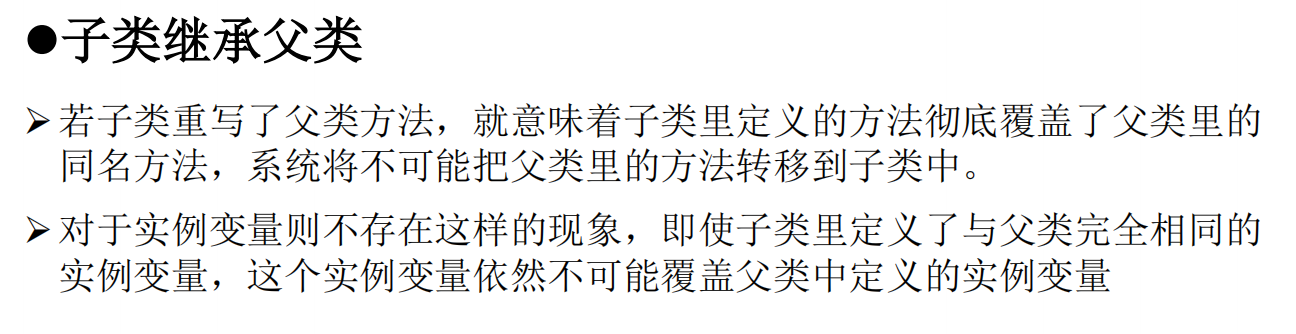 ●子类继承父类
➢若子类重写了父类方法，就意味着子类里定义的方法彻底覆盖了父类里的
同名方法，系统将不可能把父类里的方法转移到子类中。
➢对于实例变量则不存在这样的现象，即使子类里定义了与父类完全相同的
实例变量，这个实例变量依然不可能覆盖父类中定义的实例变量